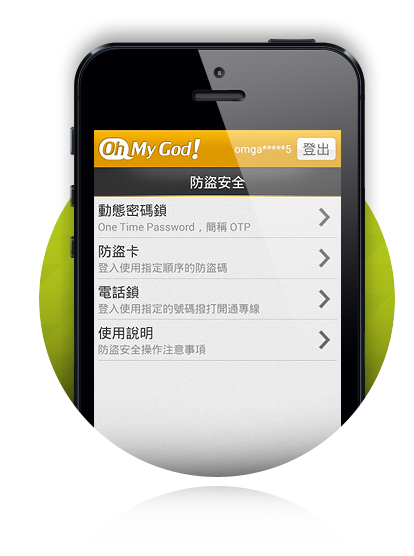 Oh My God!
omga*****5 登出
防盜安全
動態密碼鎖
One Time Password，簡稱 OTP
防盜卡
登入使用指定順序的防盜碼
電話鎖
登入使用指定的號碼撥打開通專線
使用說明
防盜安全操作注意事項